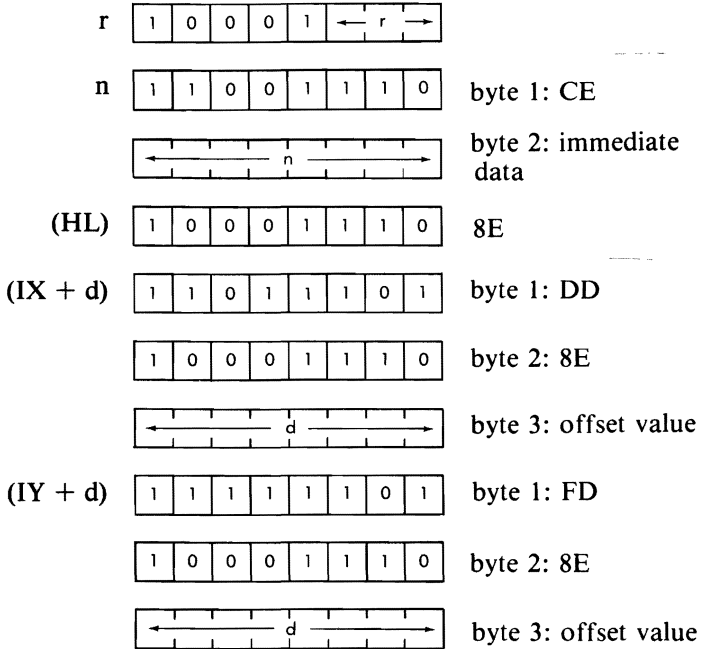 r 1 0 0 0 1 r
n 1 1 0 0 1 1 1 0 byte 1: CE
n byte 2: immediate
data
(HL) 1 0 0 0 1 1 1 0 8E
(IX + d) 1 1 0 1 1 1 0 1 byte 1: DD
1 0 0 0 1 1 1 0 byte 2: 8E
d byte 3: offset value
(IY + d) 1 1 1 1 1 1 0 1 byte 1: FD
1 0 0 0 1 1 1 0 byte 2: 8E
d byte 3: offset value